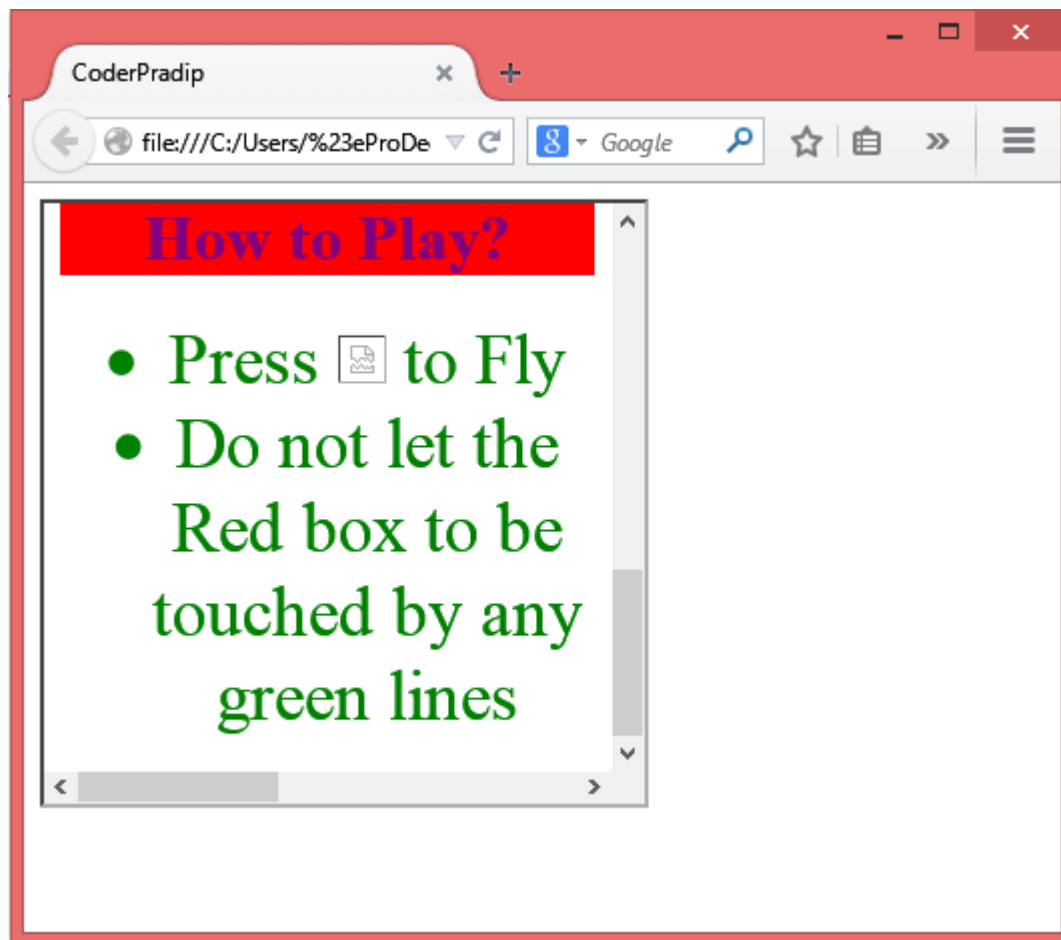 CoderPradip
file:///C:/Users/%23eProDe
8 Google
How to Play?
• Press to Fly
• Do not let the
Red box to be
touched by any
green lines